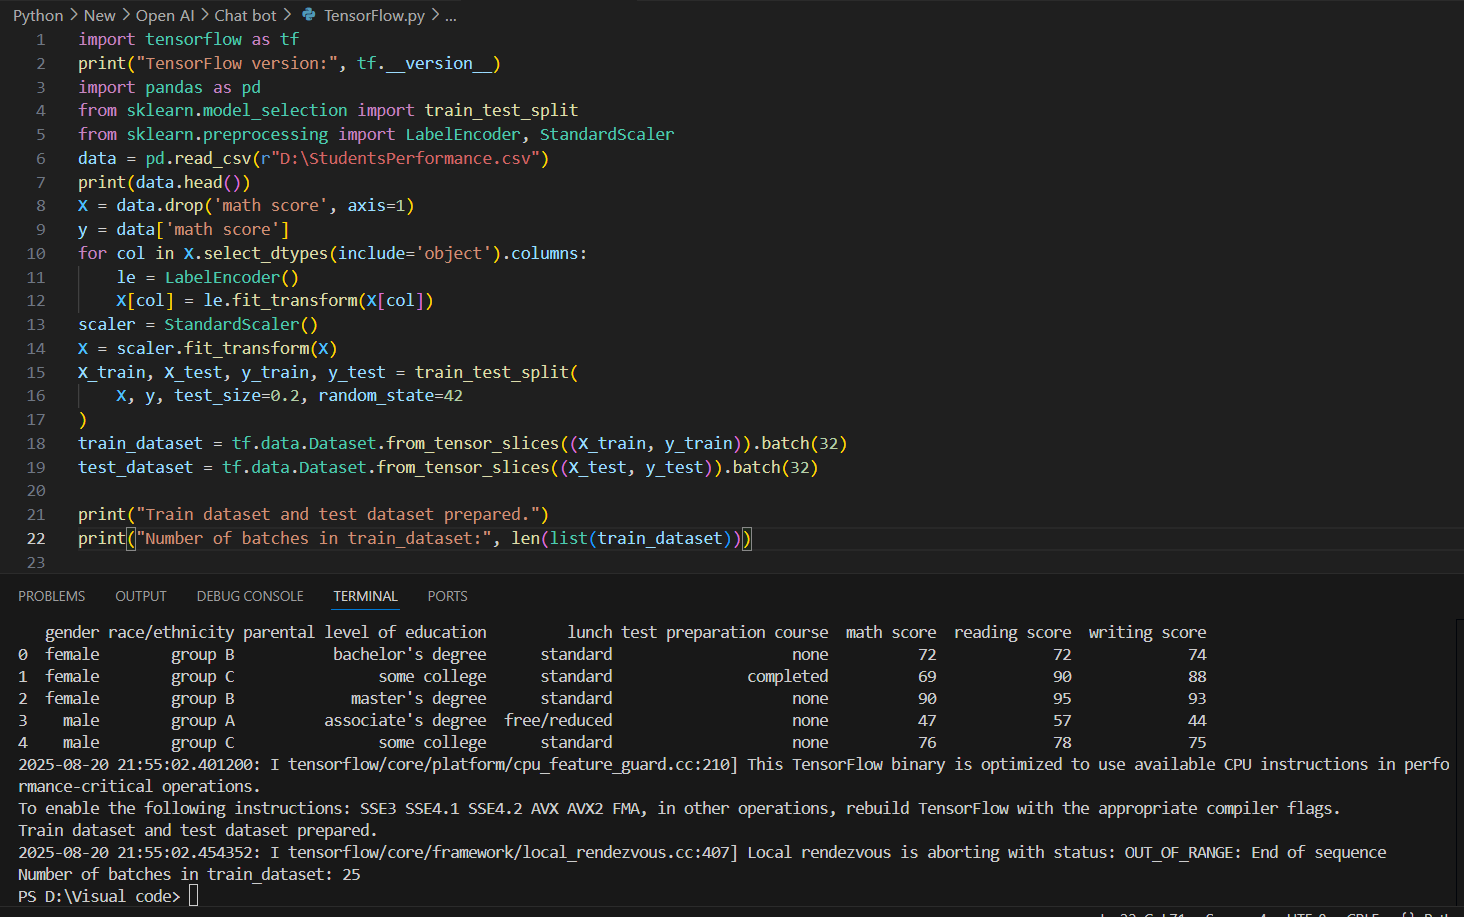 Python > New > Open AI > Chat bot > TensorFlow.py > ...
1 import tensorflow as tf
2 print("TensorFlow version:", tf.__version__)
3 import pandas as pd
4 from sklearn.model_selection import train_test_split
5 from sklearn.preprocessing import LabelEncoder, StandardScaler
6 data = pd.read_csv(r"D:\StudentsPerformance.csv")
7 print(data.head())
8 X = data.drop('math score', axis=1)
9 y = data['math score']
10 for col in X.select_dtypes(include='object').columns:
11     le = LabelEncoder()
12     X[col] = le.fit_transform(X[col])
13 scaler = StandardScaler()
14 X = scaler.fit_transform(X)
15 X_train, X_test, y_train, y_test = train_test_split(
16     X, y, test_size=0.2, random_state=42
17 )
18 train_dataset = tf.data.Dataset.from_tensor_slices((X_train, y_train)).batch(32)
19 test_dataset = tf.data.Dataset.from_tensor_slices((X_test, y_test)).batch(32)
20
21 print("Train dataset and test dataset prepared.")
22 print("Number of batches in train_dataset:", len(list(train_dataset)))
23
PROBLEMS OUTPUT DEBUG CONSOLE TERMINAL PORTS
gender race/ethnicity parental level of education lunch test preparation course math score reading score writing score
0 female group B bachelor's degree standard none 72 72 74
1 female group C some college standard completed 69 90 88
2 female group B master's degree standard none 90 95 93
3 male group A associate's degree free/reduced none 47 57 44
4 male group C some college standard none 76 78 75
2025-08-20 21:55:02.401200: I tensorflow/core/platform/cpu_feature_guard.cc:210] This TensorFlow binary is optimized to use available CPU instructions in perfo
rmance-critical operations.
To enable the following instructions: SSE3 SSE4.1 SSE4.2 AVX AVX2 FMA, in other operations, rebuild TensorFlow with the appropriate compiler flags.
Train dataset and test dataset prepared.
2025-08-20 21:55:02.454352: I tensorflow/core/framework/local_rendezvous.cc:407] Local rendezvous is aborting with status: OUT_OF_RANGE: End of sequence
Number of batches in train_dataset: 25
PS D:\Visual code>